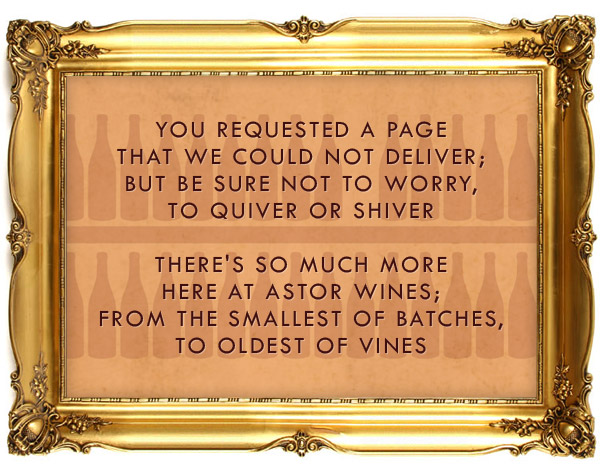 YOU REQUESTED A PAGE
THAT WE COULD NOT DELIVER;
BUT BE SURE NOT TO WORRY,
TO QUIVER OR SHIVER
THERE'S SO MUCH MORE
HERE AT ASTOR WINES;
FROM THE SMALLEST OF BATCHES,
TO OLDEST OF VINES